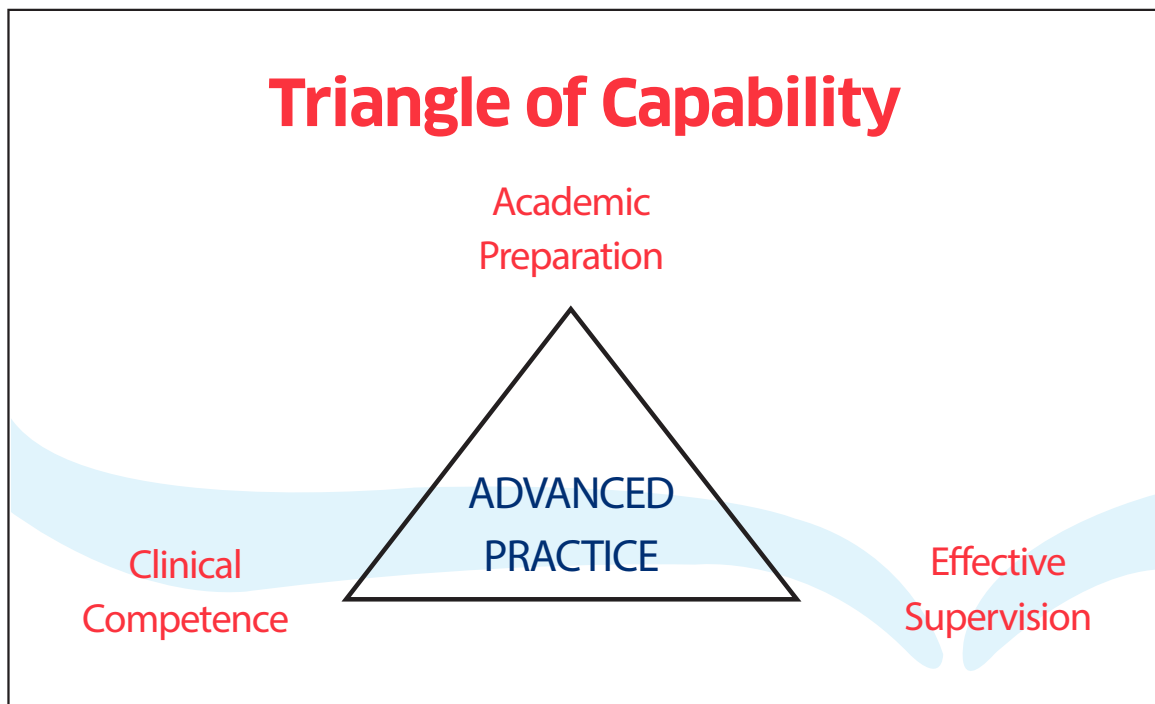 Triangle of Capability
Academic
Preparation
ADVANCED
PRACTICE
Clinical
Competence
Effective
Supervision